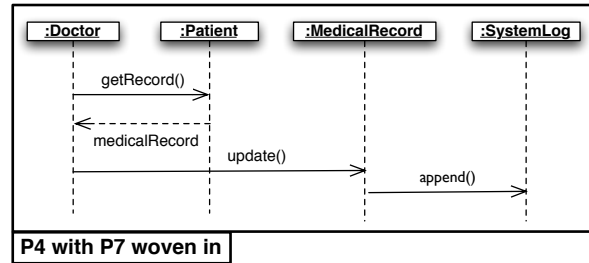 :Doctor :Patient :MedicalRecord :SystemLog
getRecord()
medicalRecord
update()
append()
P4 with P7 woven in